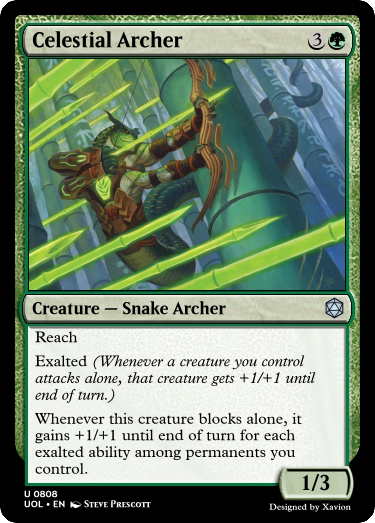 Celestial Archer 3
Creature — Snake Archer
Reach
Exalted (Whenever a creature you control
attacks alone, that creature gets +1/+1 until
end of turn.)
Whenever this creature blocks alone, it
gains +1/+1 until end of turn for each
exalted ability among permanents you
control.
1/3
U 0808
UOL • EN Steve Prescott
Designed by Xavion